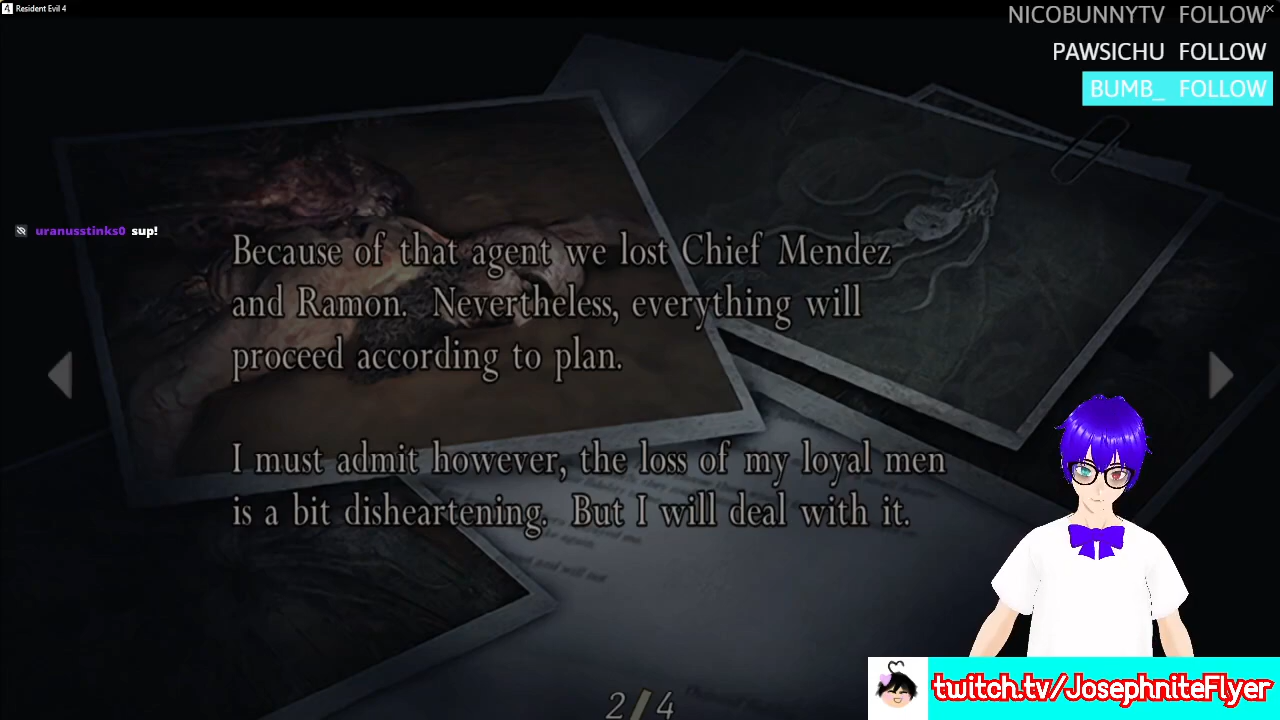 Resident Evil 4
NICOBUNNYTV FOLLOW
PAWSICHU FOLLOW
BUMB_ FOLLOW
uranusstinks0 sup!
Because of that agent we lost Chief Mendez
and Ramon. Nevertheless, everything will
proceed according to plan.
I must admit however, the loss of my loyal men
is a bit disheartening. But I will deal with it.
2/4
twitch.tv/JosephniteFlyer